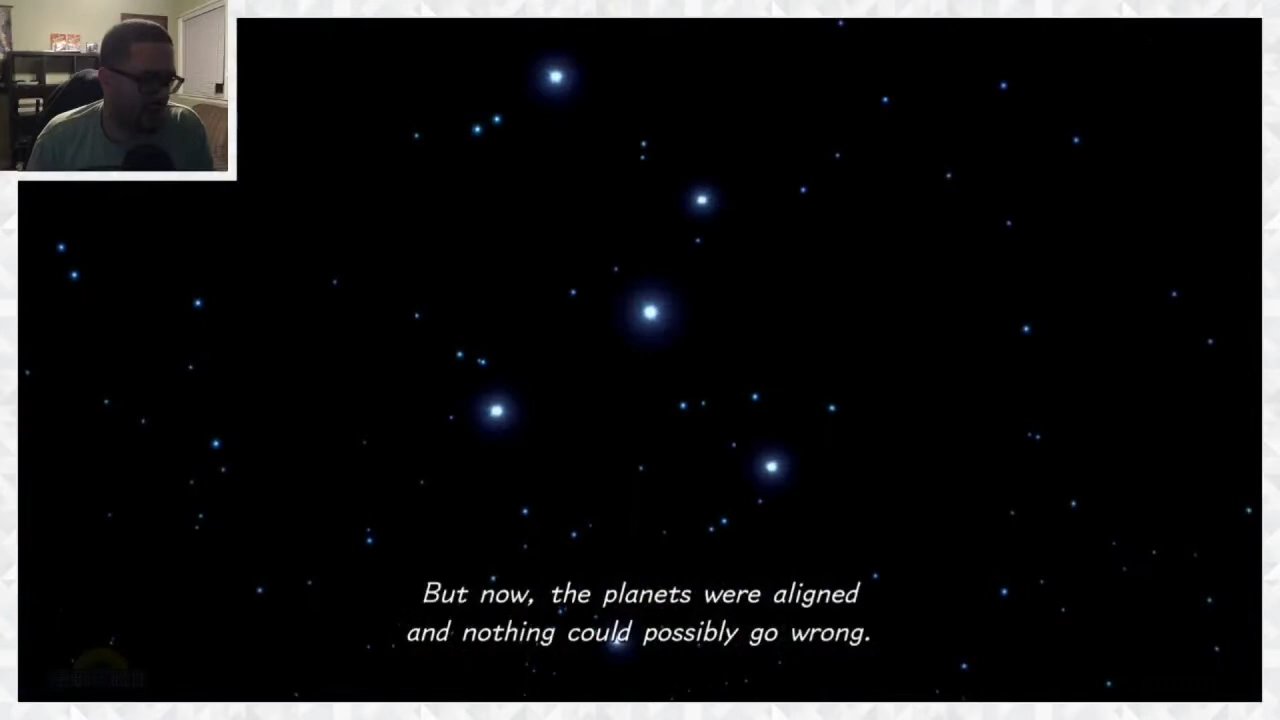 But now, the planets were aligned
and nothing could possibly go wrong.